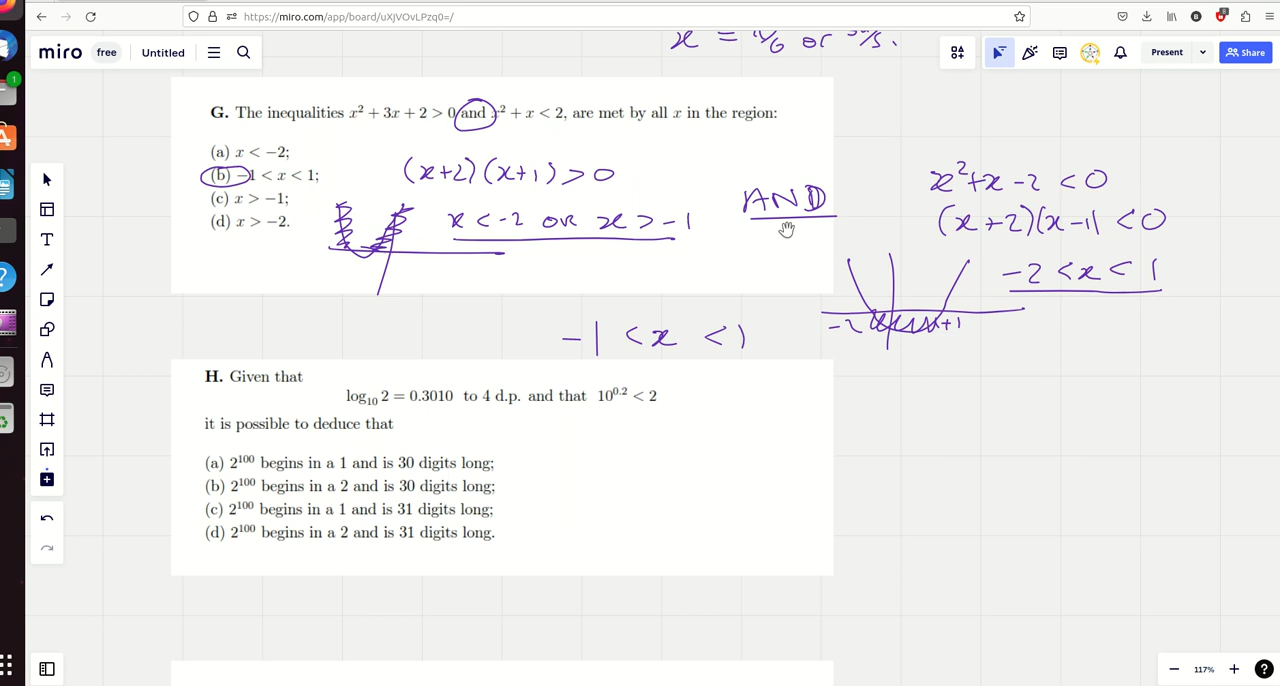 https://miro.com/app/board/uXJVOvLPzq0=/
8
miro free Untitled
Present
Share
x = 
or
G. The inequalities x² + 3x + 2 > 0 and x² + x < 2, are met by all x in the region:
(a) x < −2;
(b) −1 < x < 1;
(c) x > −1;
(d) x > −2.
(x+2)(x+1) > 0
x < -2 or x > -1
AND
x²+x-2 < 0
(x+2)(x-1) < 0
-2 < x < 1
-2 +1
-1 < x < 1
H. Given that
log₁₀ 2 = 0.3010 to 4 d.p. and that 10^0.2 < 2
it is possible to deduce that
(a) 2¹⁰⁰ begins in a 1 and is 30 digits long;
(b) 2¹⁰⁰ begins in a 2 and is 30 digits long;
(c) 2¹⁰⁰ begins in a 1 and is 31 digits long;
(d) 2¹⁰⁰ begins in a 2 and is 31 digits long.
1
T
− 117% + ?